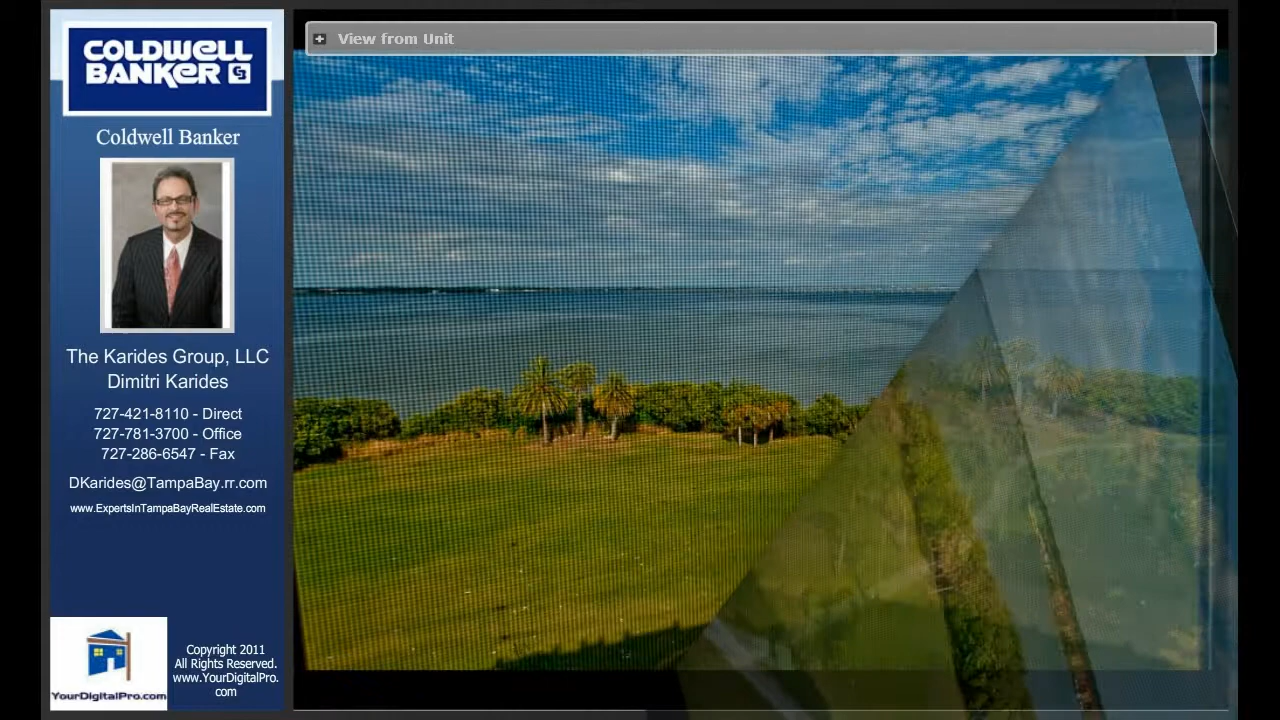 COLDWELL
BANKER
Coldwell Banker
The Karides Group, LLC
Dimitri Karides
727-421-8110 - Direct
727-781-3700 - Office
727-286-6547 - Fax
DKarides@TampaBay.rr.com
www.ExpertsInTampaBayRealEstate.com
YourDigitalPro.com
Copyright 2011
All Rights Reserved.
www.YourDigitalPro.
com
View from Unit